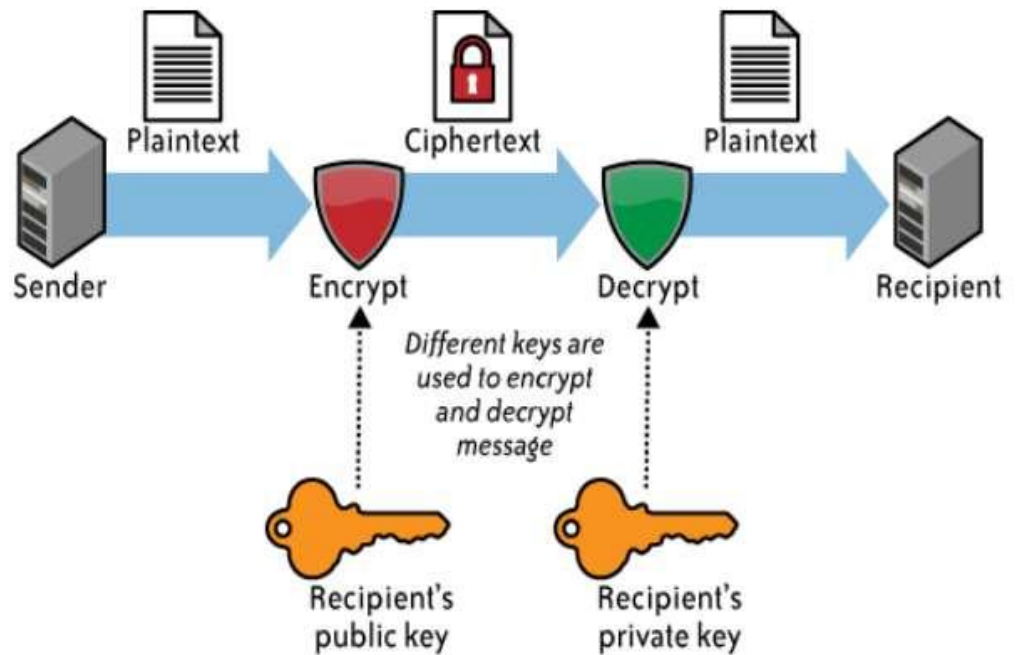 Plaintext
Ciphertext
Plaintext
Sender
Encrypt
Decrypt
Recipient
Different keys are
used to encrypt
and decrypt
message
Recipient's
public key
Recipient's
private key